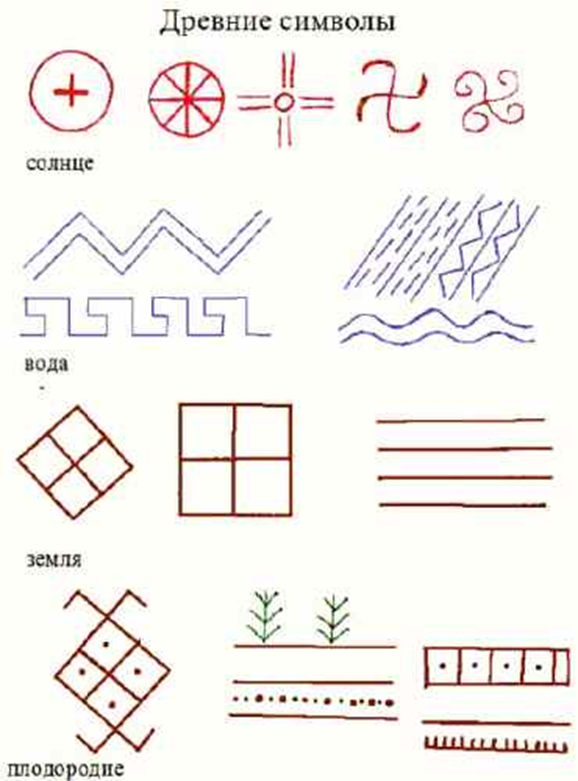 Древние символы
солнце
вода
земля
плодородие